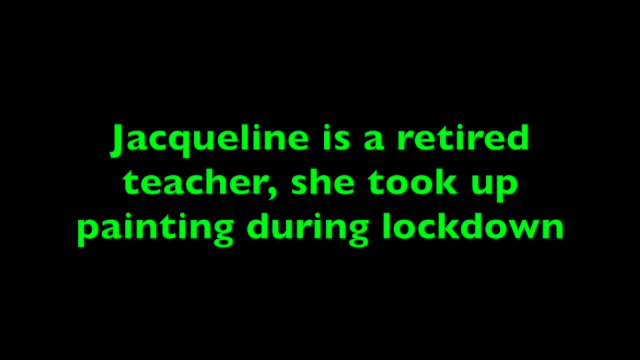 Jacqueline is a retired
teacher, she took up
painting during lockdown